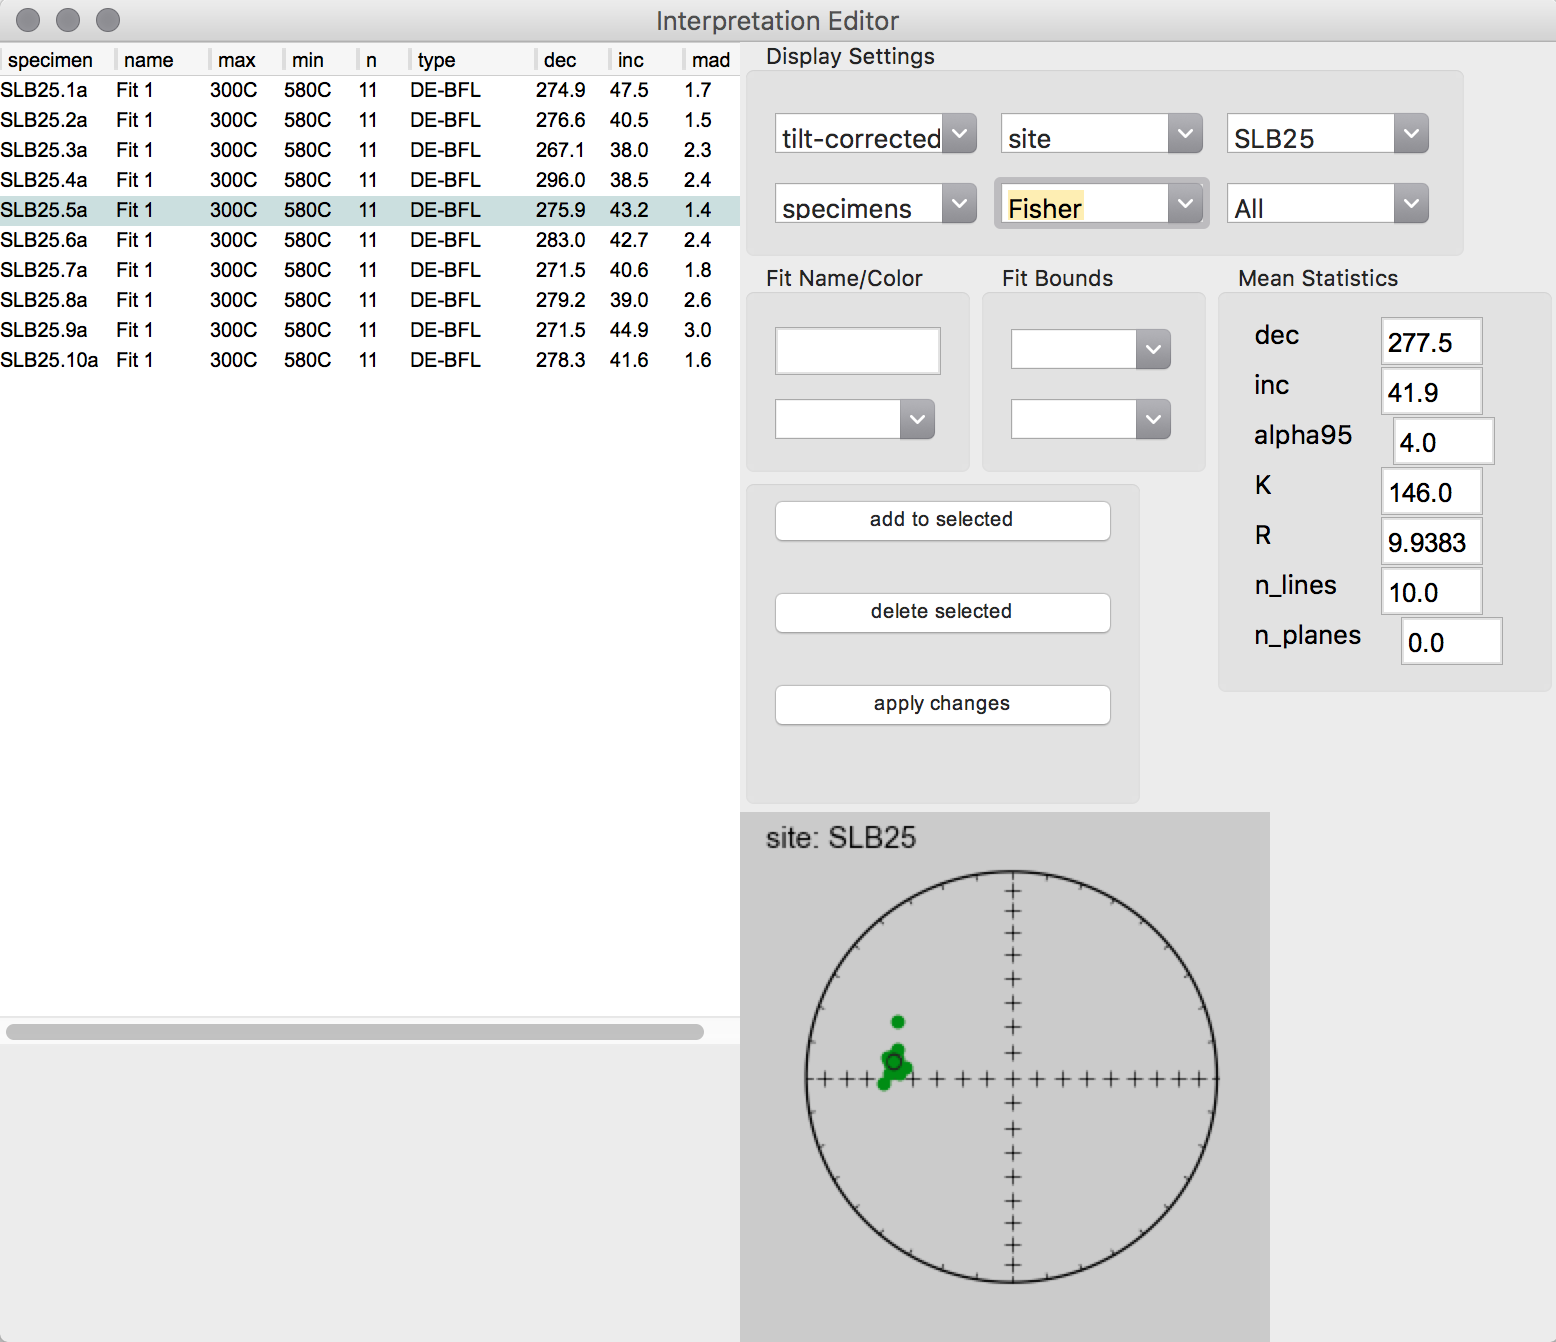 Interpretation Editor
specimen name max min n type dec inc mad
SLB25.1a Fit 1 300C 580C 11 DE-BFL 274.9 47.5 1.7
SLB25.2a Fit 1 300C 580C 11 DE-BFL 276.6 40.5 1.5
SLB25.3a Fit 1 300C 580C 11 DE-BFL 267.1 38.0 2.3
SLB25.4a Fit 1 300C 580C 11 DE-BFL 296.0 38.5 2.4
SLB25.5a Fit 1 300C 580C 11 DE-BFL 275.9 43.2 1.4
SLB25.6a Fit 1 300C 580C 11 DE-BFL 283.0 42.7 2.4
SLB25.7a Fit 1 300C 580C 11 DE-BFL 271.5 40.6 1.8
SLB25.8a Fit 1 300C 580C 11 DE-BFL 279.2 39.0 2.6
SLB25.9a Fit 1 300C 580C 11 DE-BFL 271.5 44.9 3.0
SLB25.10a Fit 1 300C 580C 11 DE-BFL 278.3 41.6 1.6
Display Settings
tilt-corrected site SLB25
specimens Fisher All
Fit Name/Color
Fit Bounds
Mean Statistics
dec 277.5
inc 41.9
alpha95 4.0
K 146.0
R 9.9383
n_lines 10.0
n_planes 0.0
add to selected
delete selected
apply changes
site: SLB25